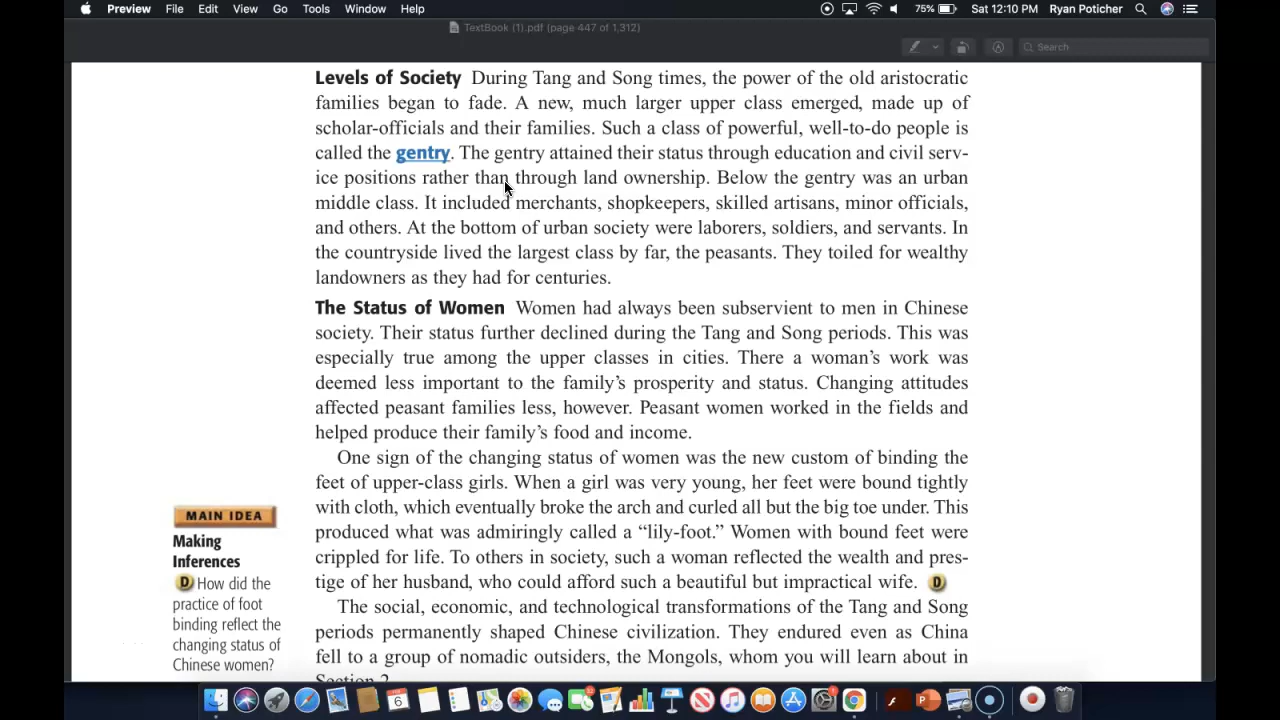 Preview File Edit View Go Tools Window Help 75% Sat 12:10 PM Ryan Poticher
TextBook (1).pdf (page 447 of 1,312)
Search
Levels of Society During Tang and Song times, the power of the old aristocratic
families began to fade. A new, much larger upper class emerged, made up of
scholar-officials and their families. Such a class of powerful, well-to-do people is
called the gentry. The gentry attained their status through education and civil serv-
ice positions rather than through land ownership. Below the gentry was an urban
middle class. It included merchants, shopkeepers, skilled artisans, minor officials,
and others. At the bottom of urban society were laborers, soldiers, and servants. In
the countryside lived the largest class by far, the peasants. They toiled for wealthy
landowners as they had for centuries.
The Status of Women Women had always been subservient to men in Chinese
society. Their status further declined during the Tang and Song periods. This was
especially true among the upper classes in cities. There a woman's work was
deemed less important to the family's prosperity and status. Changing attitudes
affected peasant families less, however. Peasant women worked in the fields and
helped produce their family's food and income.
One sign of the changing status of women was the new custom of binding the
feet of upper-class girls. When a girl was very young, her feet were bound tightly
with cloth, which eventually broke the arch and curled all but the big toe under. This
produced what was admiringly called a “lily-foot.” Women with bound feet were
crippled for life. To others in society, such a woman reflected the wealth and pres-
tige of her husband, who could afford such a beautiful but impractical wife. D
The social, economic, and technological transformations of the Tang and Song
periods permanently shaped Chinese civilization. They endured even as China
fell to a group of nomadic outsiders, the Mongols, whom you will learn about in
Section 2.
MAIN IDEA
Making
Inferences
D How did the
practice of foot
binding reflect the
changing status of
Chinese women?
6